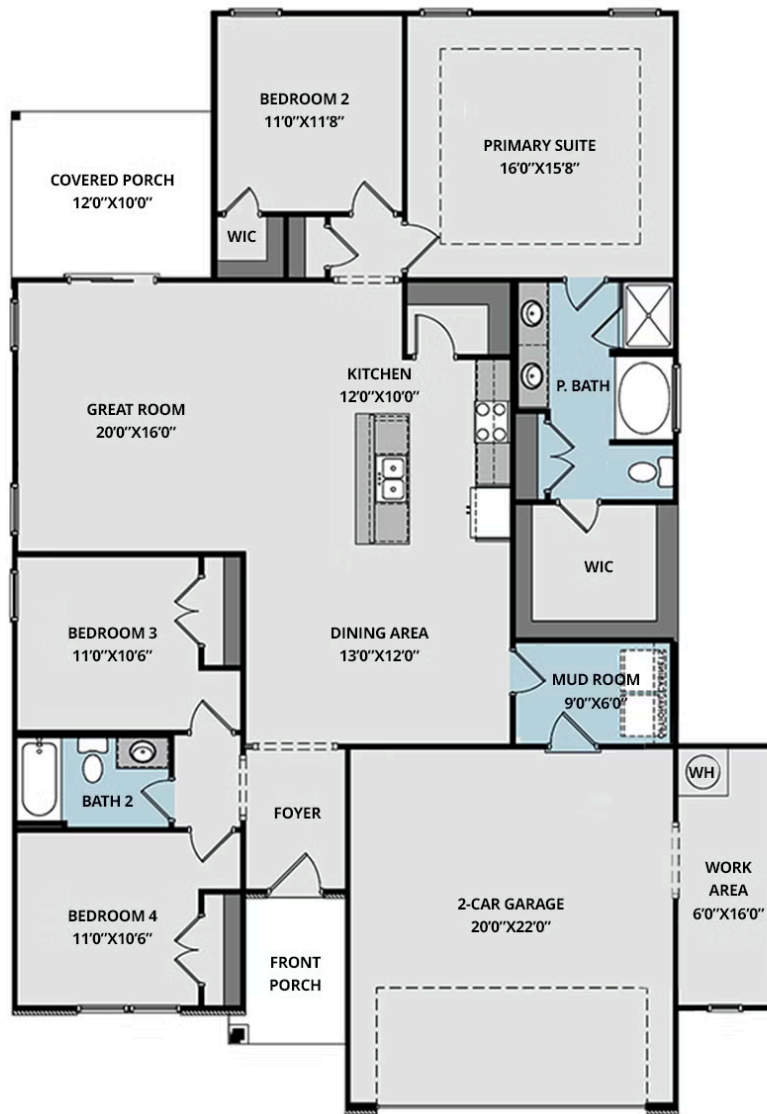 BEDROOM 2
11'0"X11'8"
PRIMARY SUITE
16'0"X15'8"
COVERED PORCH
12'0"X10'0"
WIC
KITCHEN
12'0"X10'0"
P. BATH
GREAT ROOM
20'0"X16'0"
WIC
BEDROOM 3
11'0"X10'6"
DINING AREA
13'0"X12'0"
MUD ROOM
9'0"X6'0"
WH
BATH 2
FOYER
WORK
AREA
6'0"X16'0"
2-CAR GARAGE
20'0"X22'0"
BEDROOM 4
11'0"X10'6"
FRONT
PORCH